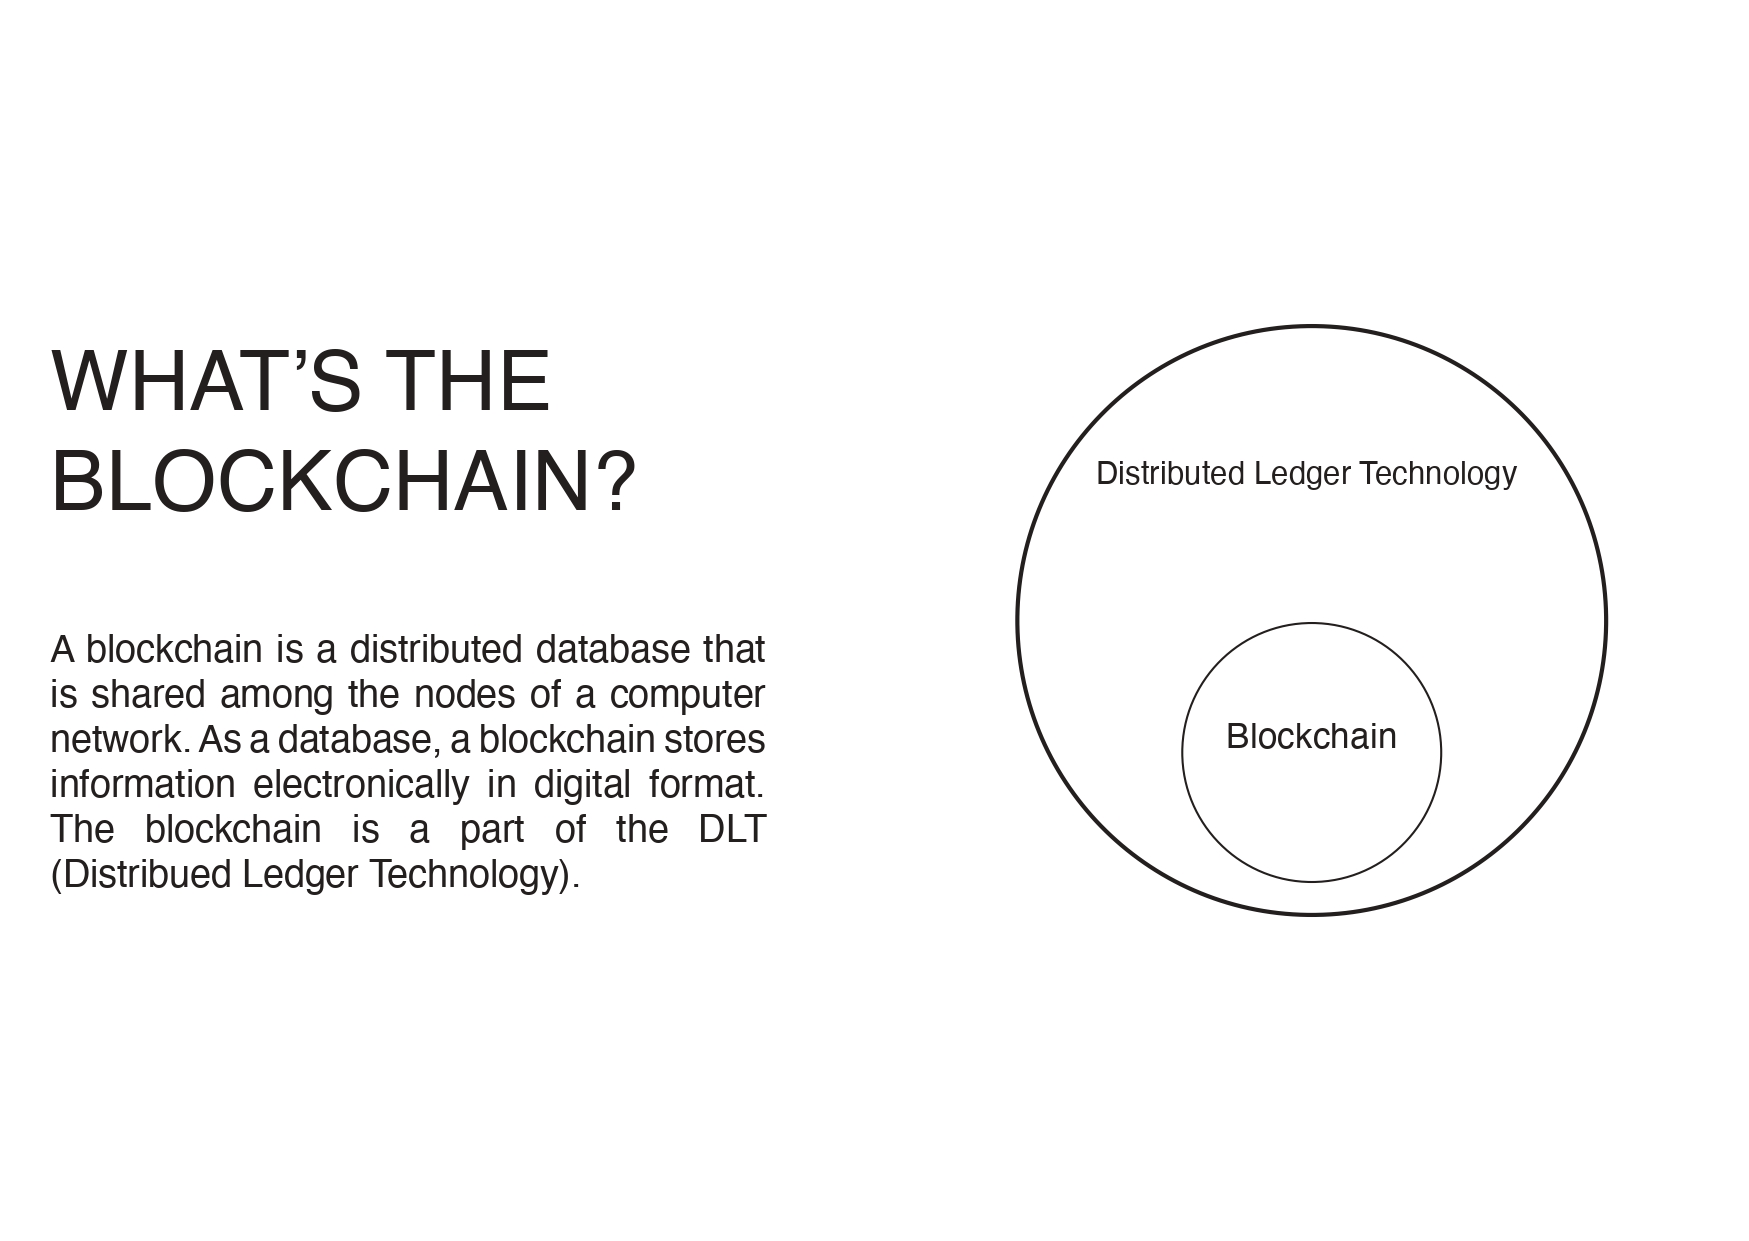 WHAT’S THE
BLOCKCHAIN?
A blockchain is a distributed database that
is shared among the nodes of a computer
network. As a database, a blockchain stores
information electronically in digital format.
The blockchain is a part of the DLT
(Distribued Ledger Technology).
Distributed Ledger Technology
Blockchain